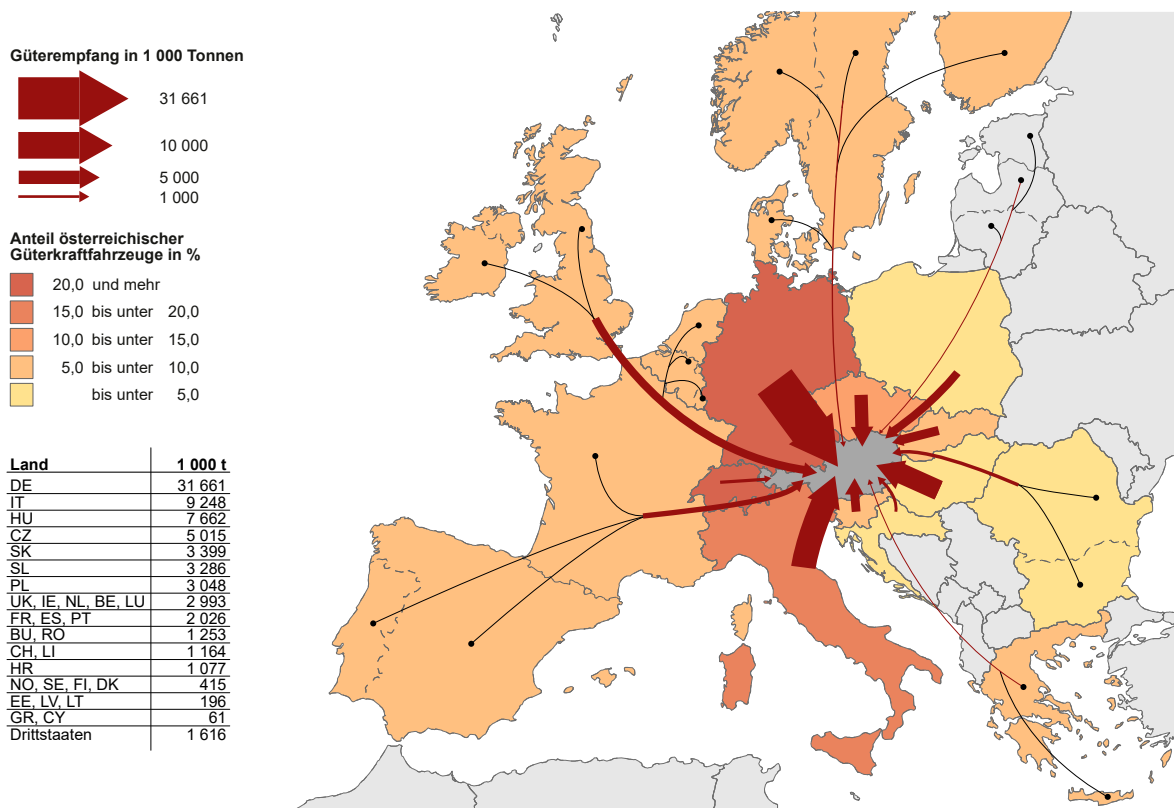 Güterempfang in 1 000 Tonnen
31 661
10 000
5 000
1 000
Anteil österreichischer
Güterkraftfahrzeuge in %
20,0 und mehr
15,0 bis unter 20,0
10,0 bis unter 15,0
5,0 bis unter 10,0
bis unter 5,0
Land 1 000 t
DE 31 661
IT 9 248
HU 7 662
CZ 5 015
SK 3 399
SL 3 286
PL 3 048
UK, IE, NL, BE, LU 2 993
FR, ES, PT 2 026
BU, RO 1 253
CH, LI 1 164
HR 1 077
NO, SE, FI, DK 415
EE, LV, LT 196
GR, CY 61
Drittstaaten 1 616